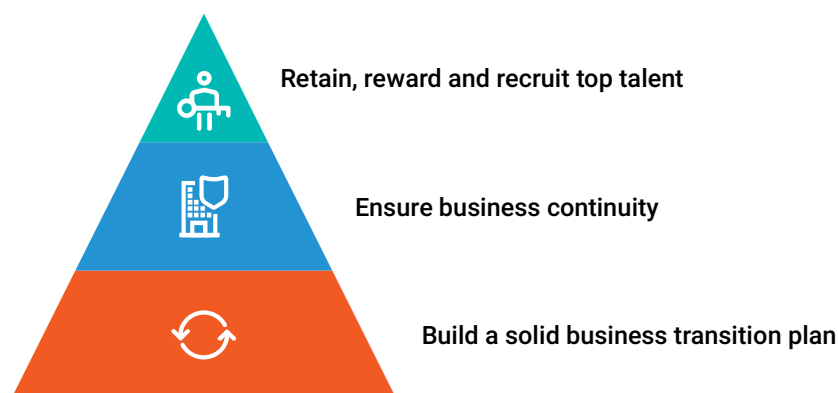 Retain, reward and recruit top talent
Ensure business continuity
Build a solid business transition plan